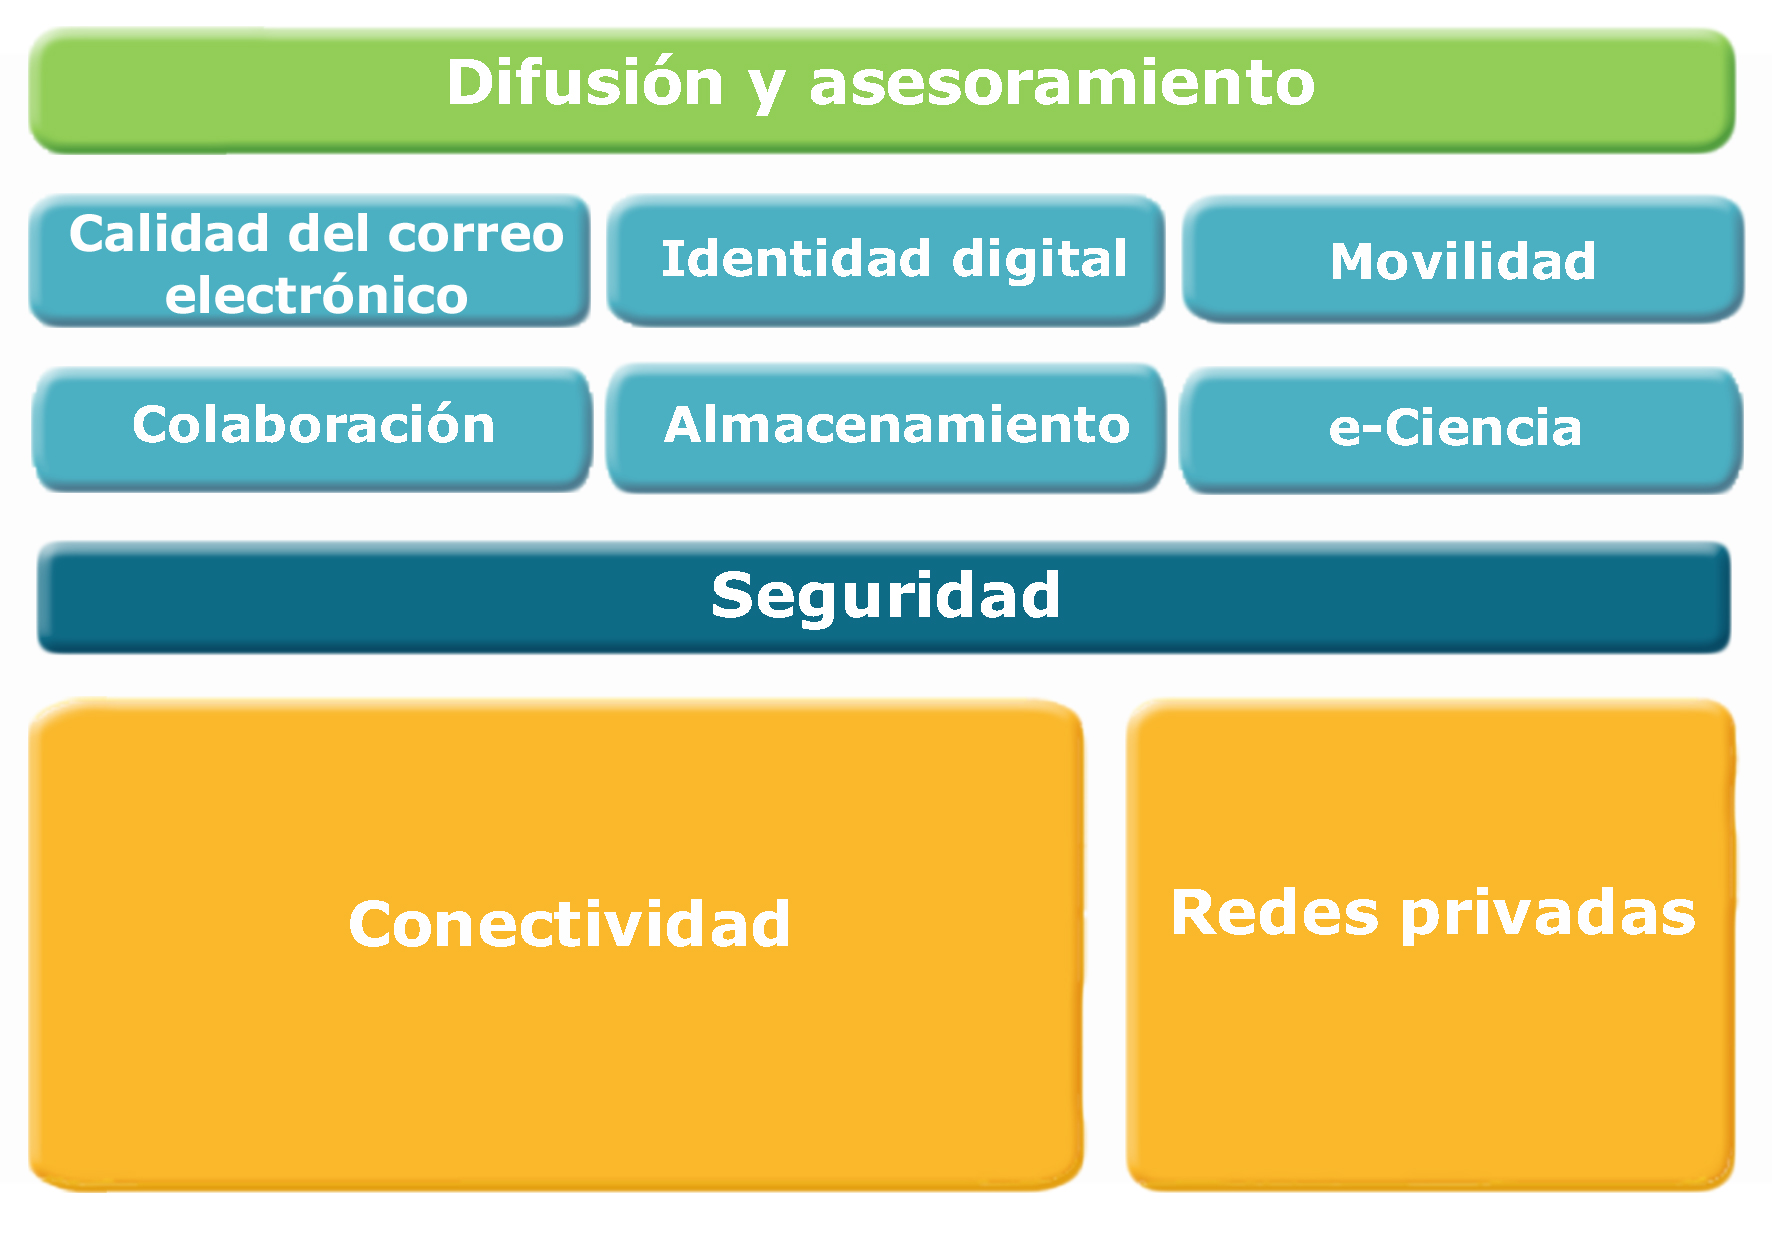 Difusión y asesoramiento
Calidad del correo
electrónico
Identidad digital
Movilidad
Colaboración
Almacenamiento
e-Ciencia
Seguridad
Conectividad
Redes privadas